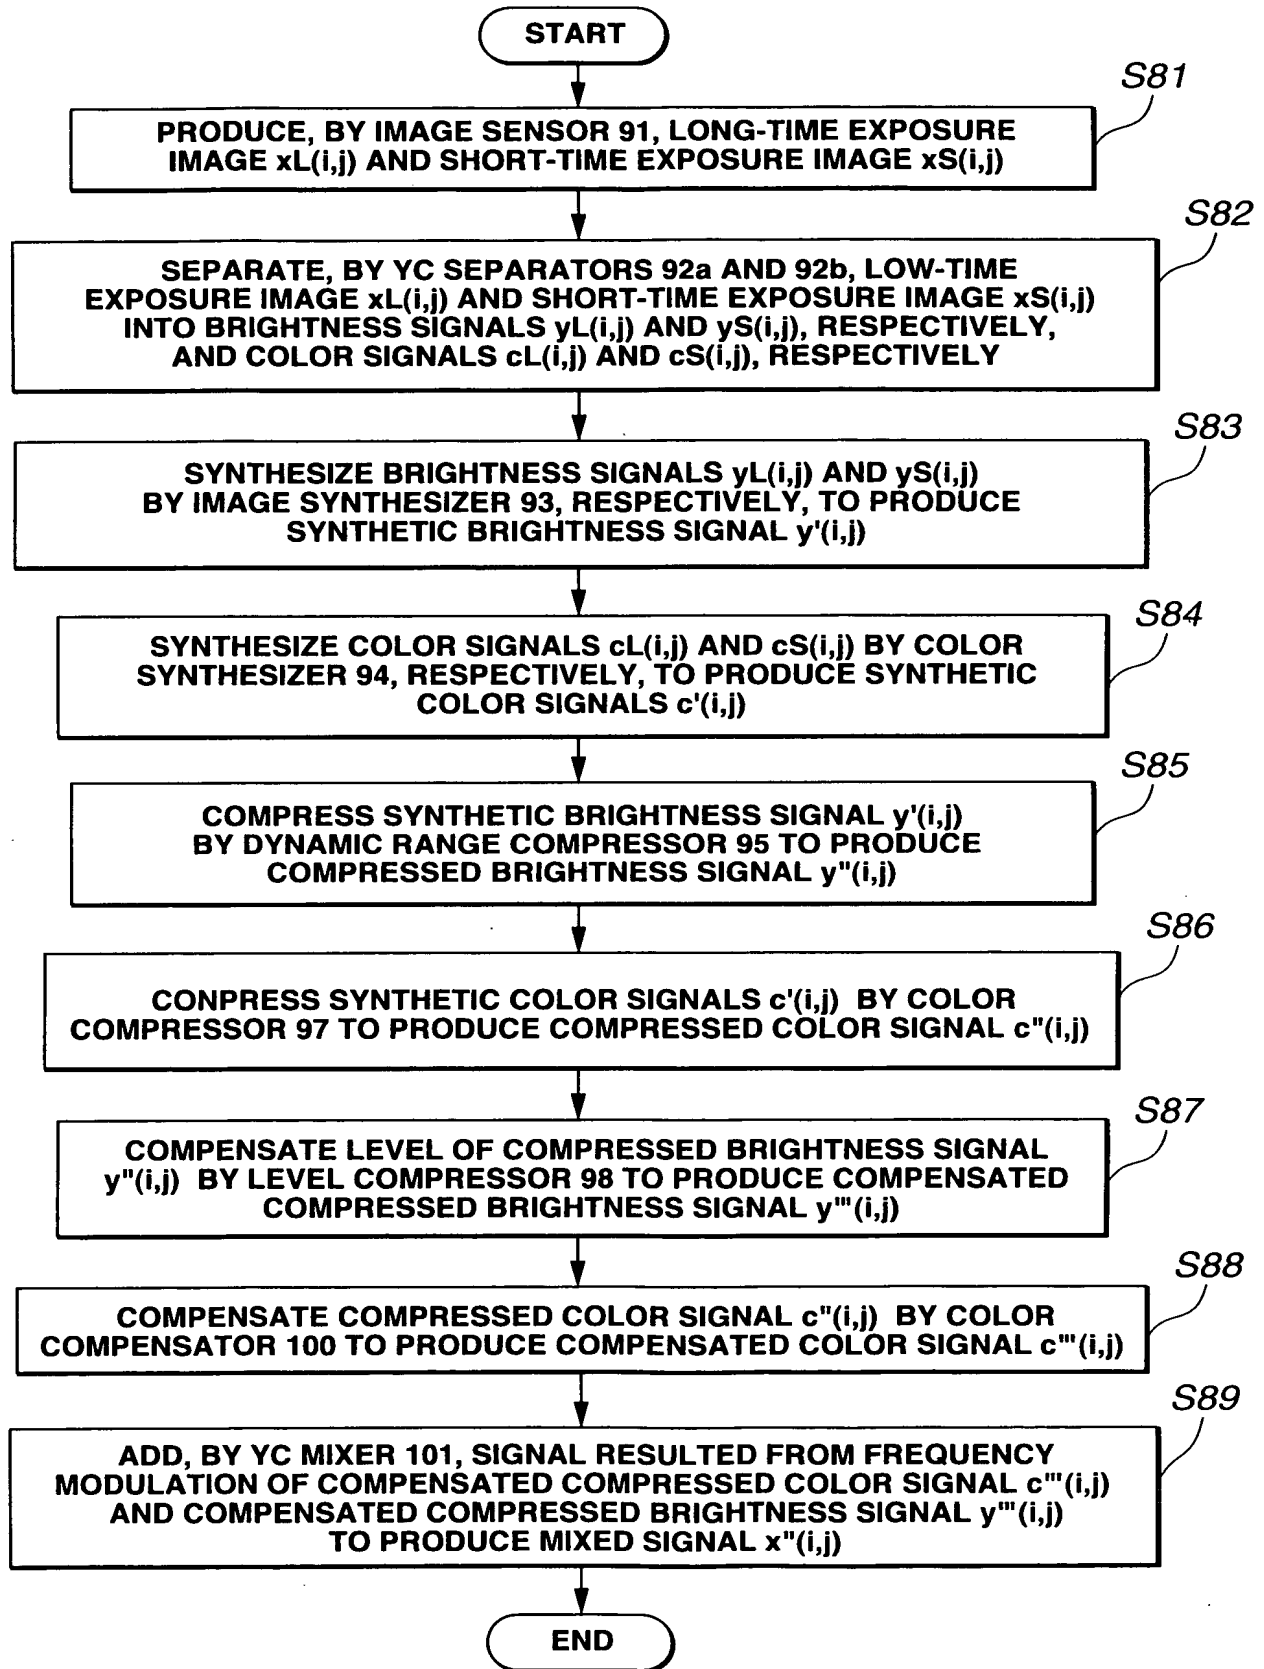 START
S81
PRODUCE, BY IMAGE SENSOR 91, LONG-TIME EXPOSURE
IMAGE xL(i,j) AND SHORT-TIME EXPOSURE IMAGE xS(i,j)
S82
SEPARATE, BY YC SEPARATORS 92a AND 92b, LOW-TIME
EXPOSURE IMAGE xL(i,j) AND SHORT-TIME EXPOSURE IMAGE xS(i,j)
INTO BRIGHTNESS SIGNALS yL(i,j) AND yS(i,j), RESPECTIVELY,
AND COLOR SIGNALS cL(i,j) AND cS(i,j), RESPECTIVELY
S83
SYNTHESIZE BRIGHTNESS SIGNALS yL(i,j) AND yS(i,j)
BY IMAGE SYNTHESIZER 93, RESPECTIVELY, TO PRODUCE
SYNTHETIC BRIGHTNESS SIGNAL y'(i,j)
S84
SYNTHESIZE COLOR SIGNALS cL(i,j) AND cS(i,j) BY COLOR
SYNTHESIZER 94, RESPECTIVELY, TO PRODUCE SYNTHETIC
COLOR SIGNALS c'(i,j)
S85
COMPRESS SYNTHETIC BRIGHTNESS SIGNAL y'(i,j)
BY DYNAMIC RANGE COMPRESSOR 95 TO PRODUCE
COMPRESSED BRIGHTNESS SIGNAL y"(i,j)
S86
CONPRESS SYNTHETIC COLOR SIGNALS c'(i,j) BY COLOR
COMPRESSOR 97 TO PRODUCE COMPRESSED COLOR SIGNAL c"(i,j)
S87
COMPENSATE LEVEL OF COMPRESSED BRIGHTNESS SIGNAL
y"(i,j) BY LEVEL COMPRESSOR 98 TO PRODUCE COMPENSATED
COMPRESSED BRIGHTNESS SIGNAL y'"(i,j)
S88
COMPENSATE COMPRESSED COLOR SIGNAL c"(i,j) BY COLOR
COMPENSATOR 100 TO PRODUCE COMPENSATED COLOR SIGNAL c'"(i,j)
S89
ADD, BY YC MIXER 101, SIGNAL RESULTED FROM FREQUENCY
MODULATION OF COMPENSATED COMPRESSED COLOR SIGNAL c'"(i,j)
AND COMPENSATED COMPRESSED BRIGHTNESS SIGNAL y'"(i,j)
TO PRODUCE MIXED SIGNAL x"(i,j)
END